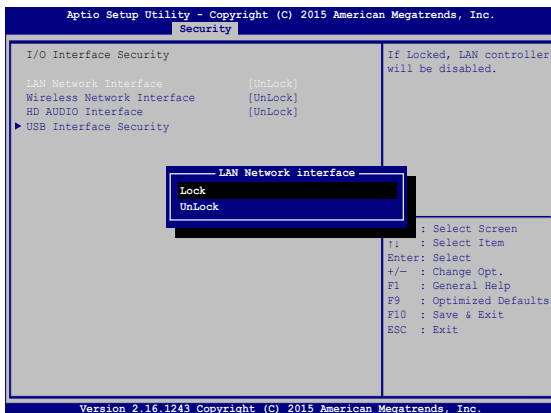 Aptio Setup Utility - Copyright (C) 2015 American Megatrends, Inc.
Security
I/O Interface Security
LAN Network Interface [UnLock]
Wireless Network Interface [UnLock]
HD AUDIO Interface [UnLock]
USB Interface Security
If Locked, LAN controller
will be disabled.
LAN Network interface
Lock
UnLock
: Select Screen
↑↓ : Select Item
Enter: Select
+/— : Change Opt.
F1 : General Help
F9 : Optimized Defaults
F10 : Save & Exit
ESC : Exit
Version 2.16.1243 Copyright (C) 2015 American Megatrends, Inc.